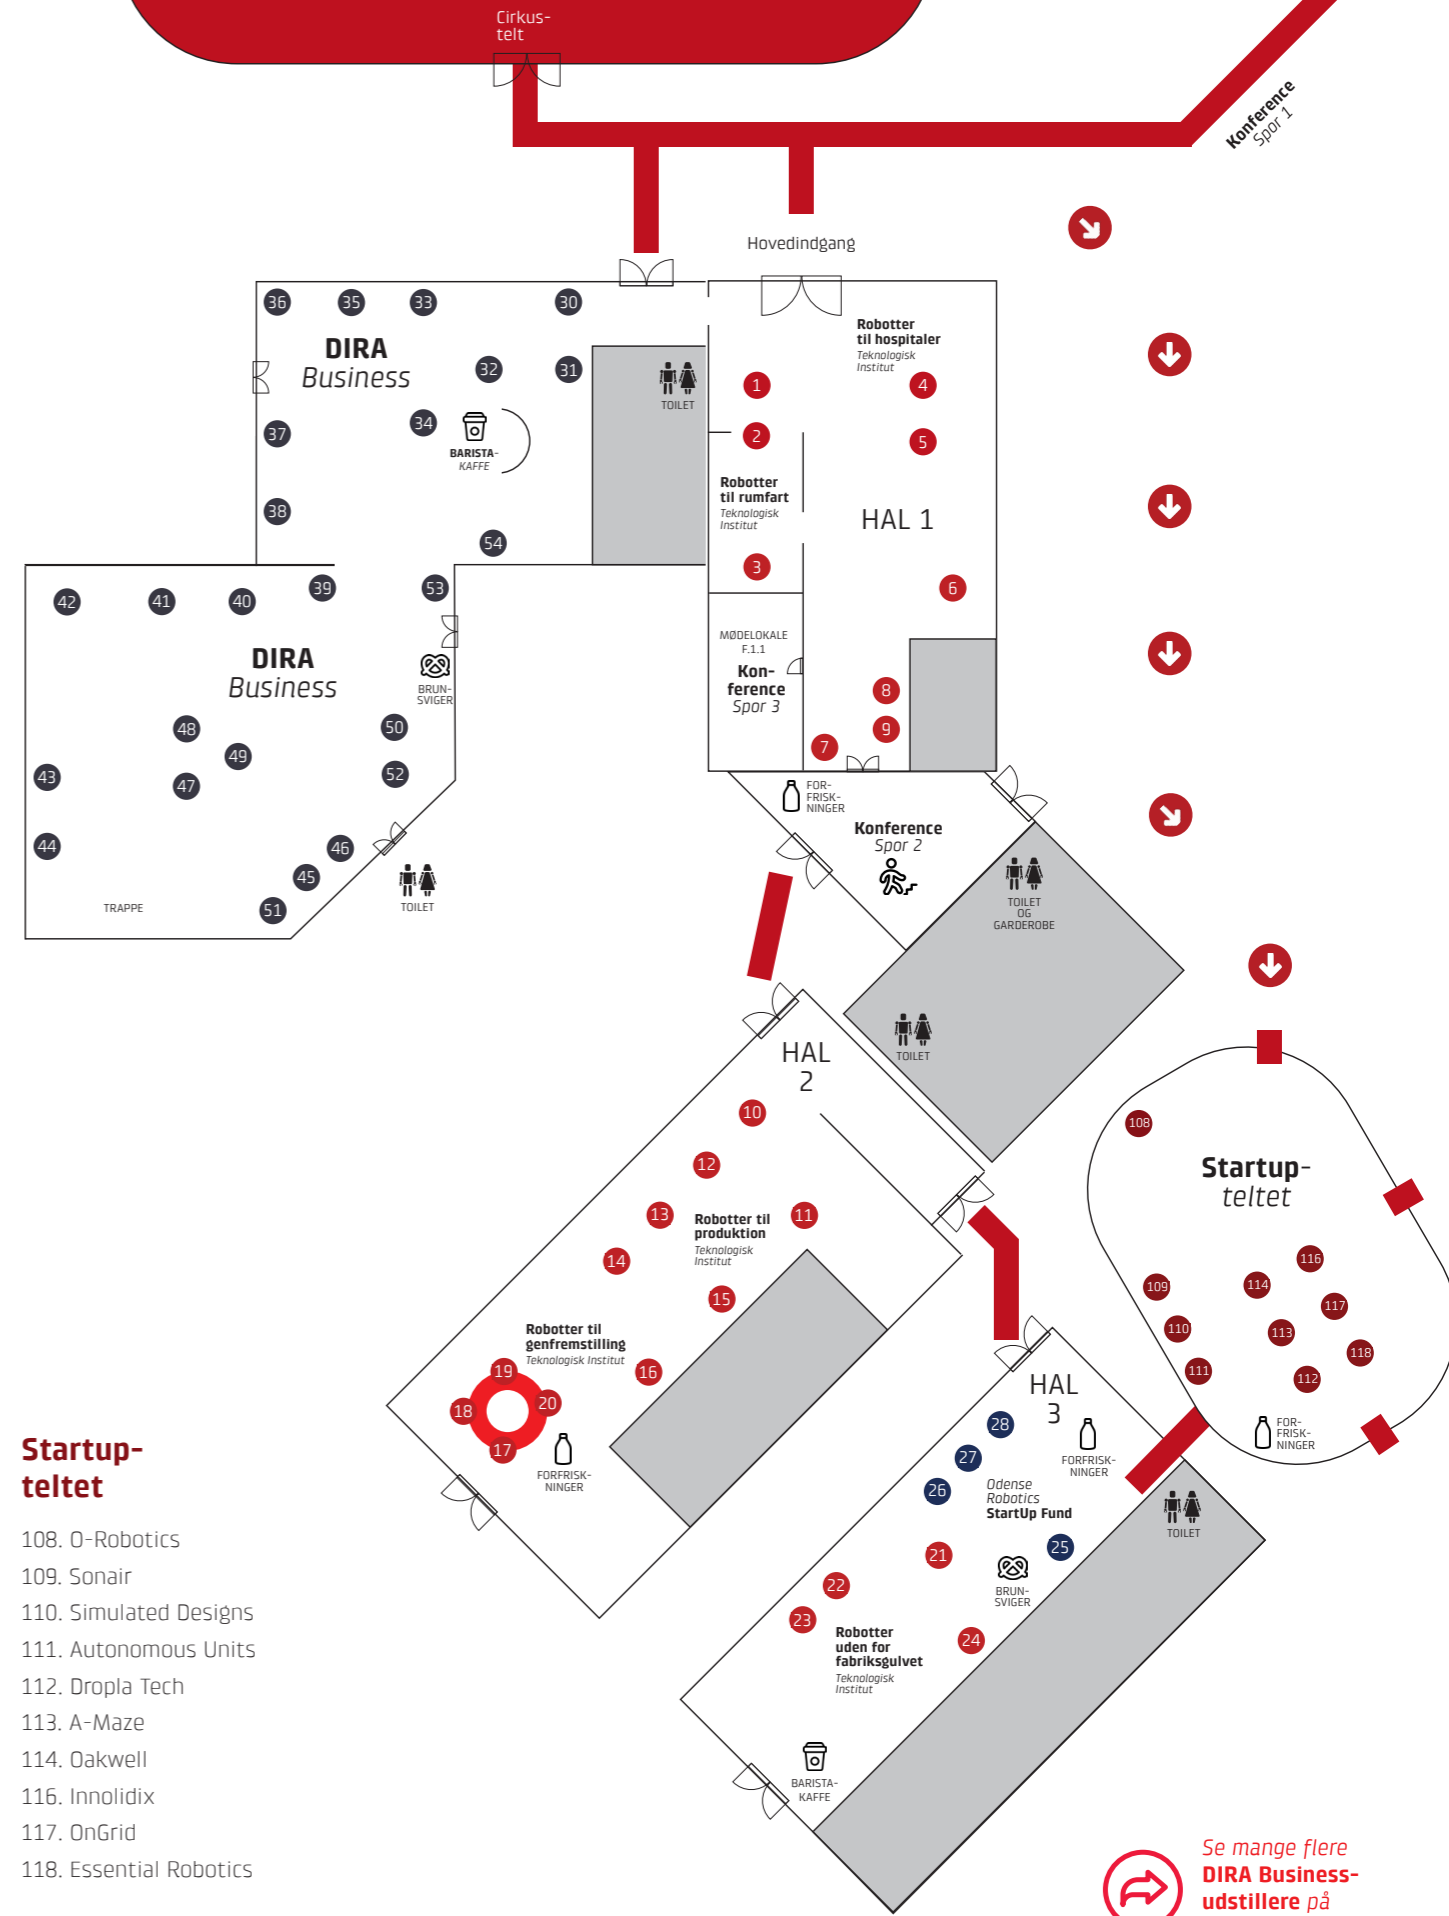 Cirkus-
telt
Konference
Spor 1
Hovedindgang
36
35
33
30
DIRA
Business
32
31
34
37
38
BARISTA-
KAFFE
54
TOILET
Robotter
til hospitaler
Teknologisk
Institut
1
4
2
5
Robotter
til rumfart
Teknologisk
Institut
HAL 1
3
6
MØDELOKALE
F.1.1
Kon-
ference
Spor 3
8
9
7
42
41
40
39
53
DIRA
Business
BRUN-
SVIGER
48
50
49
43
47
52
44
46
45
51
TRAPPE
TOILET
FOR-
FRISK-
NINGER
Konference
Spor 2
TOILET
OG
GARDEROBE
TOILET
HAL
2
10
12
13
11
Robotter til
produktion
Teknologisk
Institut
14
15
Robotter til
genfremstilling
Teknologisk Institut
16
19
20
18
17
FORFRISK-
NINGER
108
Startup-
teltet
116
109
114
117
110
113
118
111
112
FOR-
FRISK-
NINGER
HAL
3
28
27
26
FORFRISK-
NINGER
Odense
Robotics
StartUp Fund
TOILET
25
21
BRUN-
SVIGER
22
23
24
Robotter
uden for
fabriksgulvet
Teknologisk
Institut
BARISTA-
KAFFE
Startup-
teltet
108. O-Robotics
109. Sonair
110. Simulated Designs
111. Autonomous Units
112. Dropla Tech
113. A-Maze
114. Oakwell
116. Innolidix
117. OnGrid
118. Essential Robotics
Se mange flere
DIRA Business-
udstillere på